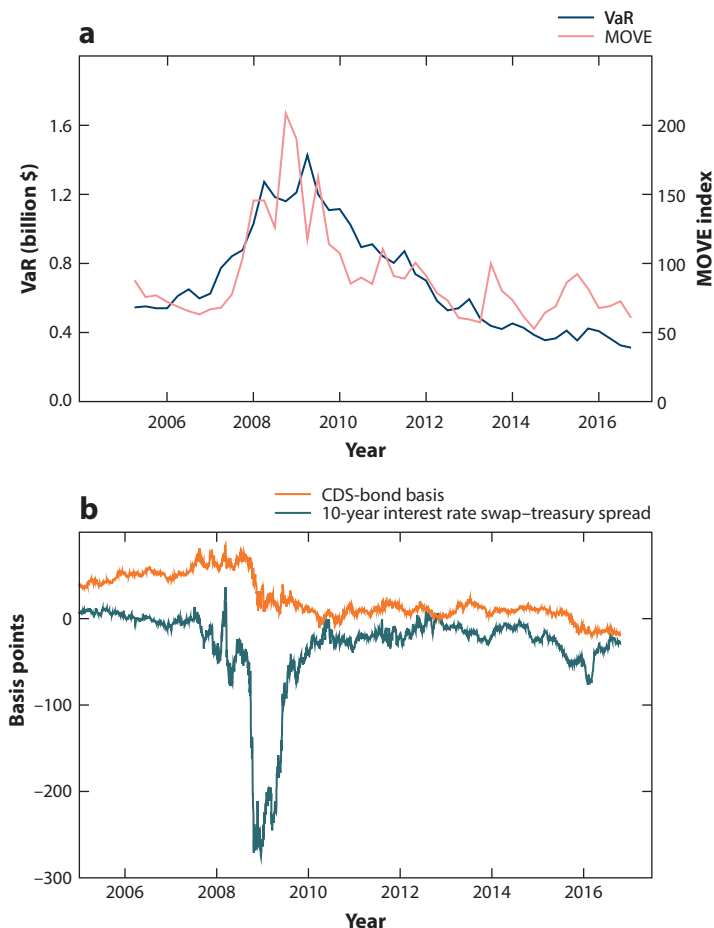 a
VaR
MOVE
VaR (billion $)
1.6
1.2
0.8
0.4
0.0
MOVE index
200
150
100
50
0
2006 2008 2010 2012 2014 2016
Year
b
CDS-bond basis
10-year interest rate swap–treasury spread
Basis points
0
–100
–200
–300
2006 2008 2010 2012 2014 2016
Year